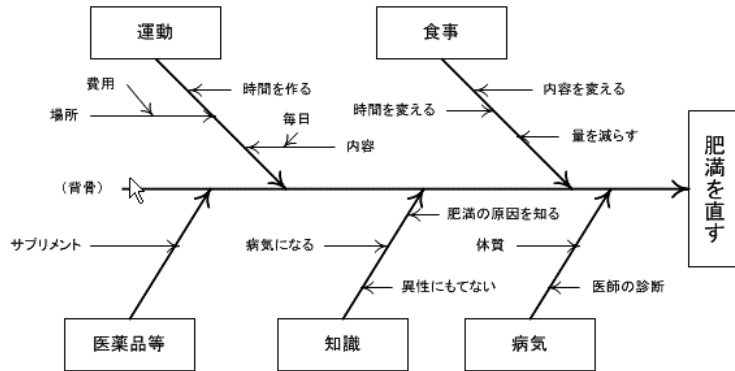 運動
食事
費用
時間を作る
内容を変える
場所
時間を変える
毎日
量を減らす
内容
肥満を直す
(背骨)
肥満の原因を知る
サプリメント
病気になる
体質
異性にもてない
医師の診断
医薬品等
知識
病気